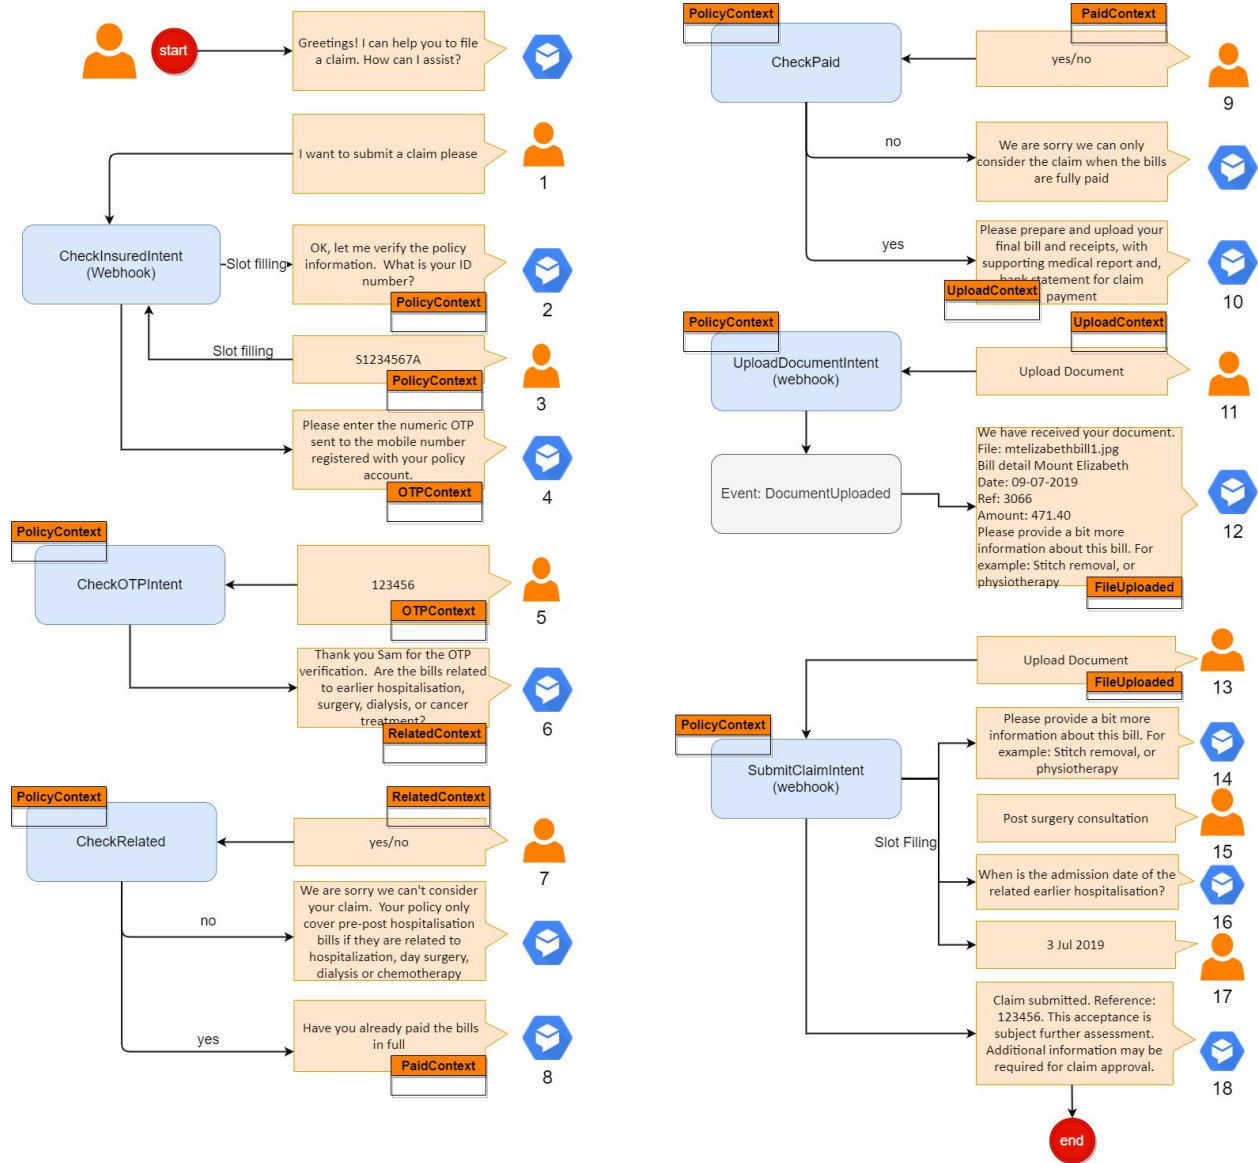 start
Greetings! I can help you to file
a claim. How can I assist?
I want to submit a claim please
1
CheckInsuredIntent
(Webhook)
Slot filling
OK, let me verify the policy
information. What is your ID
number?
PolicyContext
2
Slot filling
S1234567A
PolicyContext
3
Please enter the numeric OTP
sent to the mobile number
registered with your policy
account.
OTPContext
4
PolicyContext
CheckOTPIntent
123456
OTPContext
5
Thank you Sam for the OTP
verification. Are the bills related
to earlier hospitalisation,
surgery, dialysis, or cancer
treatment?
RelatedContext
6
PolicyContext
CheckRelated
RelatedContext
yes/no
7
no
We are sorry we can't consider
your claim. Your policy only
cover pre-post hospitalisation
bills if they are related to
hospitalization, day surgery,
dialysis or chemotherapy
yes
Have you already paid the bills
in full
PaidContext
8
PolicyContext
CheckPaid
PaidContext
yes/no
9
no
We are sorry we can only
consider the claim when the bills
are fully paid
yes
Please prepare and upload your
final bill and receipts, with
supporting medical report and,
bank statement for claim
payment
UploadContext
10
PolicyContext
UploadDocumentIntent
(webhook)
UploadContext
Upload Document
11
Event: DocumentUploaded
We have received your document.
File: mtelizabethbill1.jpg
Bill detail Mount Elizabeth
Date: 09-07-2019
Ref: 3066
Amount: 471.40
Please provide a bit more
information about this bill. For
example: Stitch removal, or
physiotherapy
FileUploaded
12
Upload Document
FileUploaded
13
PolicyContext
SubmitClaimIntent
(webhook)
Slot Filing
Please provide a bit more
information about this bill. For
example: Stitch removal, or
physiotherapy
14
Post surgery consultation
15
When is the admission date of the
related earlier hospitalisation?
16
3 Jul 2019
17
Claim submitted. Reference:
123456. This acceptance is
subject further assessment.
Additional information may be
required for claim approval.
18
end